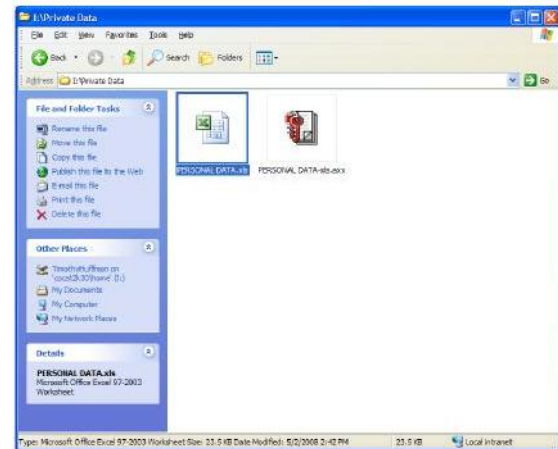 I:\Private Data
File Edit View Favorites Tools Help
Back Search Folders
Address I:\Private Data Go
File and Folder Tasks
Rename this file
Move this file
Copy this file
Publish this file to the Web
E-mail this file
Print this file
Delete this file
PERSONAL DATA.xls PERSONAL DATA-xls.axx
Other Places
My Documents
My Computer
My Network Places
Details
PERSONAL DATA.xls
Microsoft Office Excel 97-2003
Worksheet
Type: Microsoft Office Excel 97-2003 Worksheet Size: 23.5 KB Date Modified: 5/2/2008 2:42 PM 23.5 KB Local intranet